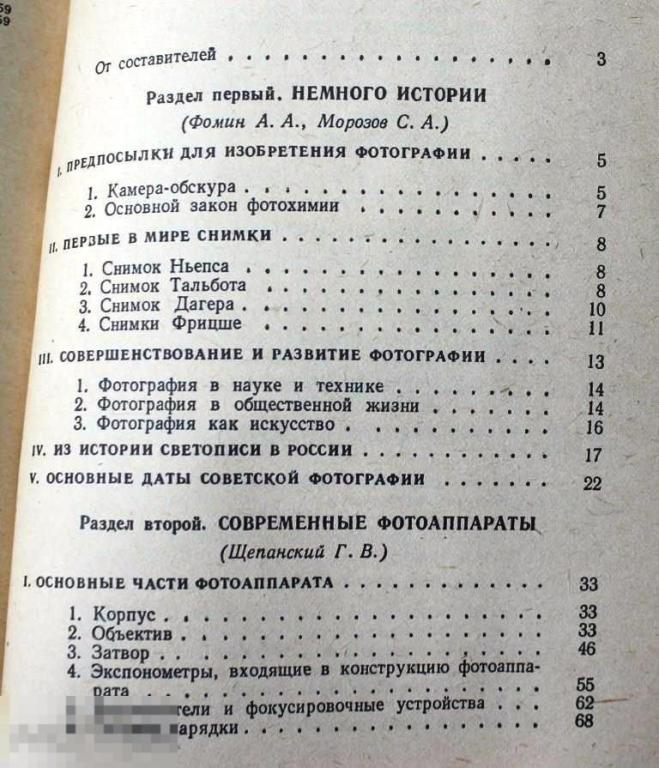 59
59
От составителей . . . . . . . . . . . . . . . . . 3
Раздел первый. НЕМНОГО ИСТОРИИ
(Фомин А. А., Морозов С. А.)
I. ПРЕДПОСЫЛКИ ДЛЯ ИЗОБРЕТЕНИЯ ФОТОГРАФИИ . . . . . 5
1. Камера-обскура . . . . . . . . . . . . . . . . 5
2. Основной закон фотохимии . . . . . . . . . . . 7
II. ПЕРВЫЕ В МИРЕ СНИМКИ . . . . . . . . . . . . . . 8
1. Снимок Ньепса . . . . . . . . . . . . . . . . 8
2. Снимок Тальбота . . . . . . . . . . . . . . . 8
3. Снимок Дагера . . . . . . . . . . . . . . . . 10
4. Снимки Фрицше . . . . . . . . . . . . . . . 11
III. СОВЕРШЕНСТВОВАНИЕ И РАЗВИТИЕ ФОТОГРАФИИ . . . . 13
1. Фотография в науке и технике . . . . . . . . . 14
2. Фотография в общественной жизни . . . . . . . 14
3. Фотография как искусство . . . . . . . . . . . 16
IV. ИЗ ИСТОРИИ СВЕТОПИСИ В РОССИИ . . . . . . . . . . 17
V. ОСНОВНЫЕ ДАТЫ СОВЕТСКОЙ ФОТОГРАФИИ . . . . . . . 22
Раздел второй. СОВРЕМЕННЫЕ ФОТОАППАРАТЫ
(Щепанский Г. В.)
I. ОСНОВНЫЕ ЧАСТИ ФОТОАППАРАТА . . . . . . . . . . . 33
1. Корпус . . . . . . . . . . . . . . . . . . . 33
2. Объектив . . . . . . . . . . . . . . . . . . 33
3. Затвор . . . . . . . . . . . . . . . . . . . 46
4. Экспонометры, входящие в конструкцию фотоаппа-
рата . . . . . . . . . . . . . . . . . . . . 55
и фокусировочные устройства . . . 62
68